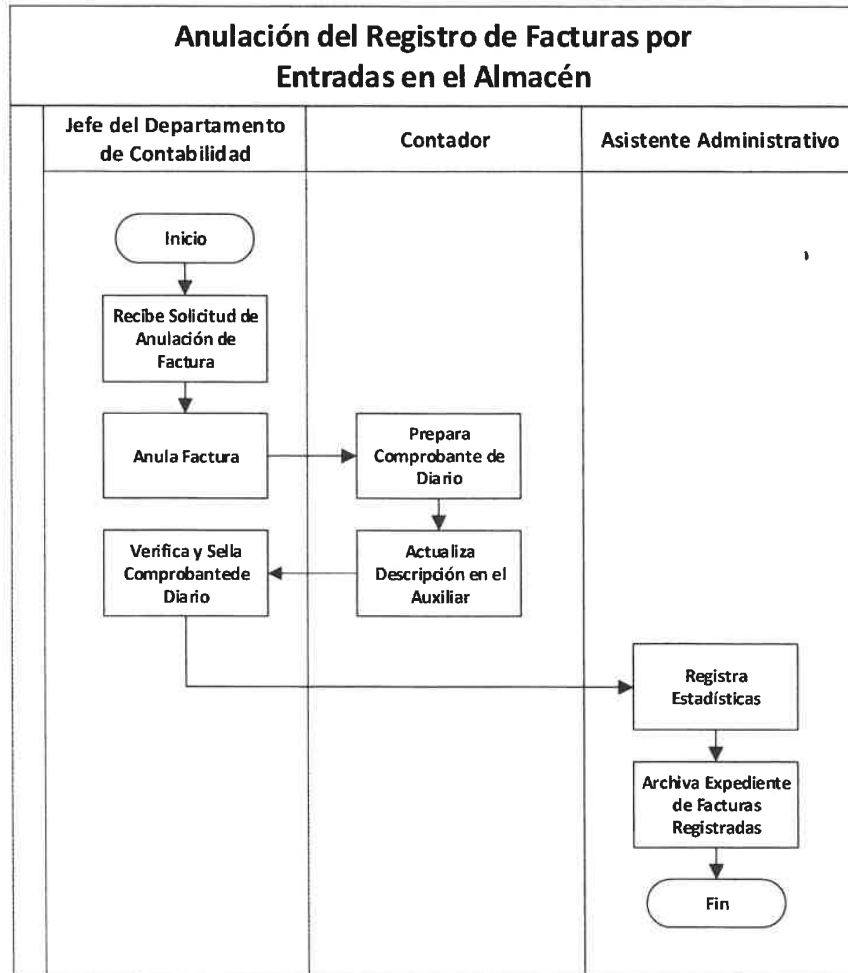 Anulación del Registro de Facturas por
Entradas en el Almacén
Jefe del Departamento
de Contabilidad
Contador
Asistente Administrativo
Inicio
Recibe Solicitud de
Anulación de
Factura
Anula Factura
Prepara
Comprobante de
Diario
Verifica y Sella
Comprobantede
Diario
Actualiza
Descripción en el
Auxiliar
Registra
Estadísticas
Archiva Expediente
de Facturas
Registradas
Fin